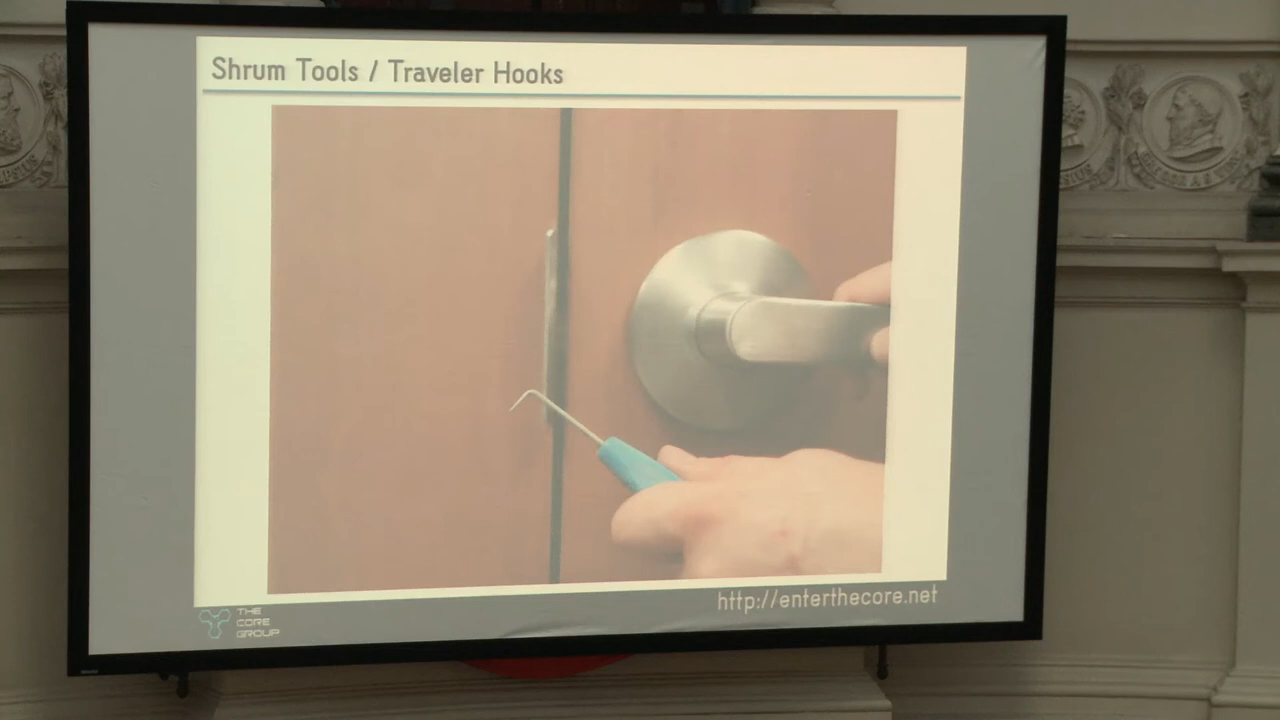 Shrum Tools / Traveler Hooks
http://enterthecore.net
THE
CORE
GROUP